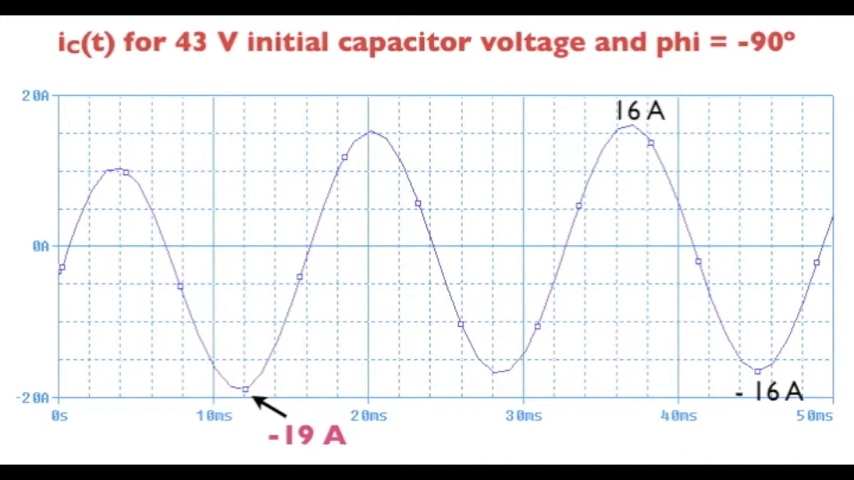 iC(t) for 43 V initial capacitor voltage and phi = -90º
20A
16 A
0A
-20A
- 16 A
0s 10ms 20ms 30ms 40ms 50ms
-19 A